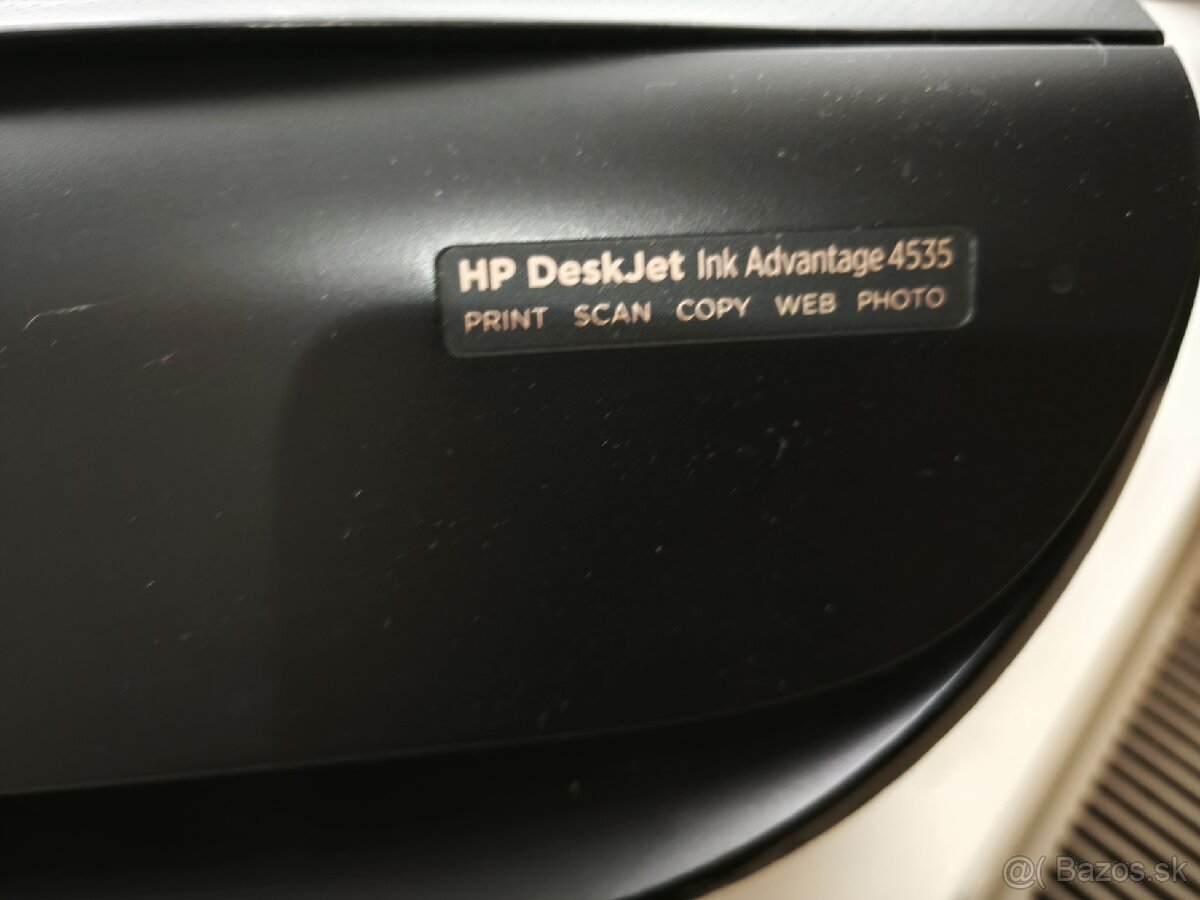 HP DeskJet Ink Advantage 4535
PRINT SCAN COPY WEB PHOTO
@( Bazos.sk